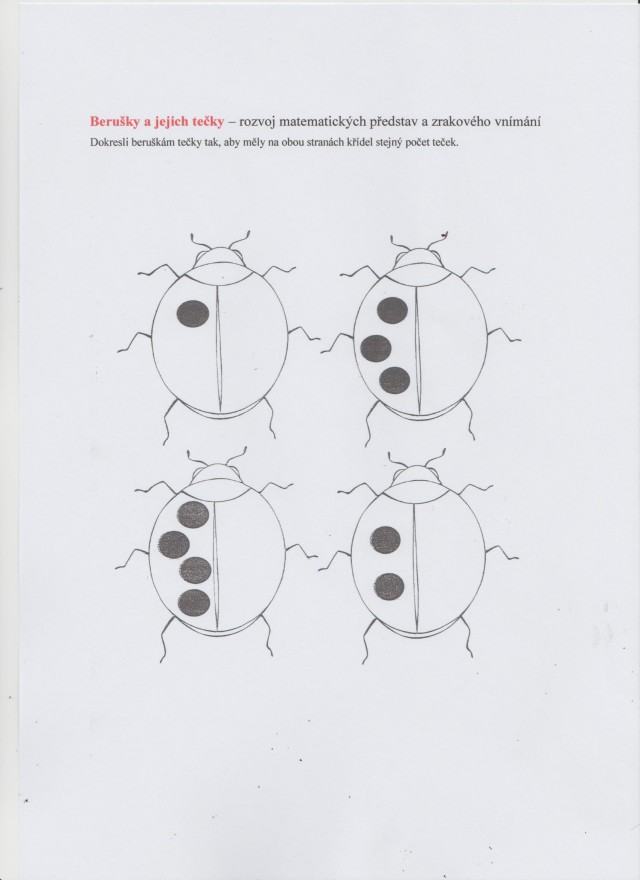 Berušky a jejich tečky – rozvoj matematických představ a zrakového vnímání
Dokresli beruškám tečky tak, aby měly na obou stranách křídel stejný počet teček.